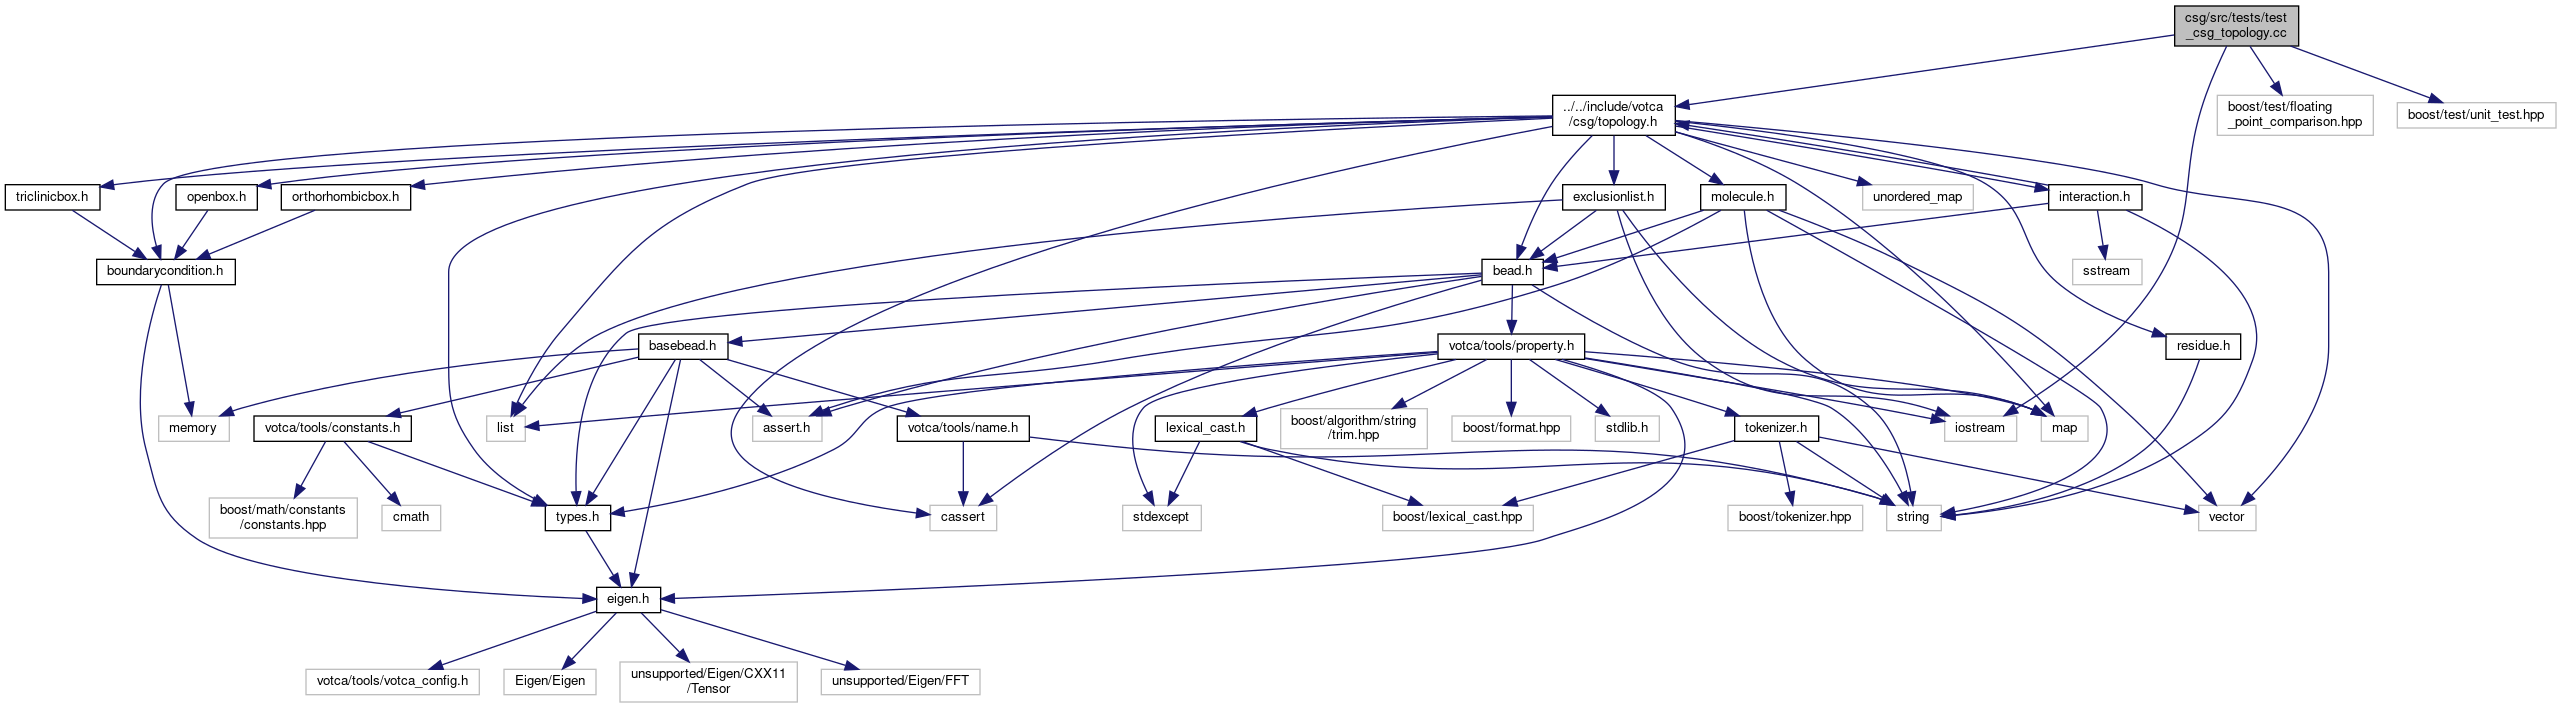 csg/src/tests/test
_csg_topology.cc
../../include/votca
/csg/topology.h
boost/test/floating
_point_comparison.hpp
boost/test/unit_test.hpp
triclinicbox.h
openbox.h
orthorhombicbox.h
exclusionlist.h
molecule.h
unordered_map
interaction.h
boundarycondition.h
bead.h
sstream
basebead.h
votca/tools/property.h
residue.h
memory
votca/tools/constants.h
list
assert.h
votca/tools/name.h
lexical_cast.h
boost/algorithm/string
/trim.hpp
boost/format.hpp
stdlib.h
tokenizer.h
iostream
map
boost/math/constants
/constants.hpp
cmath
types.h
cassert
stdexcept
boost/lexical_cast.hpp
boost/tokenizer.hpp
string
vector
eigen.h
votca/tools/votca_config.h
Eigen/Eigen
unsupported/Eigen/CXX11
/Tensor
unsupported/Eigen/FFT